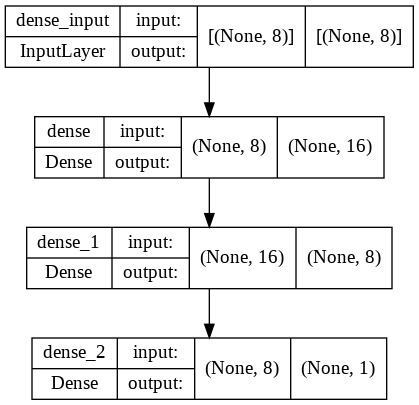 dense_input input: [(None, 8)] [(None, 8)]
InputLayer output:
dense input: (None, 8) (None, 16)
Dense output:
dense_1 input: (None, 16) (None, 8)
Dense output:
dense_2 input: (None, 8) (None, 1)
Dense output: